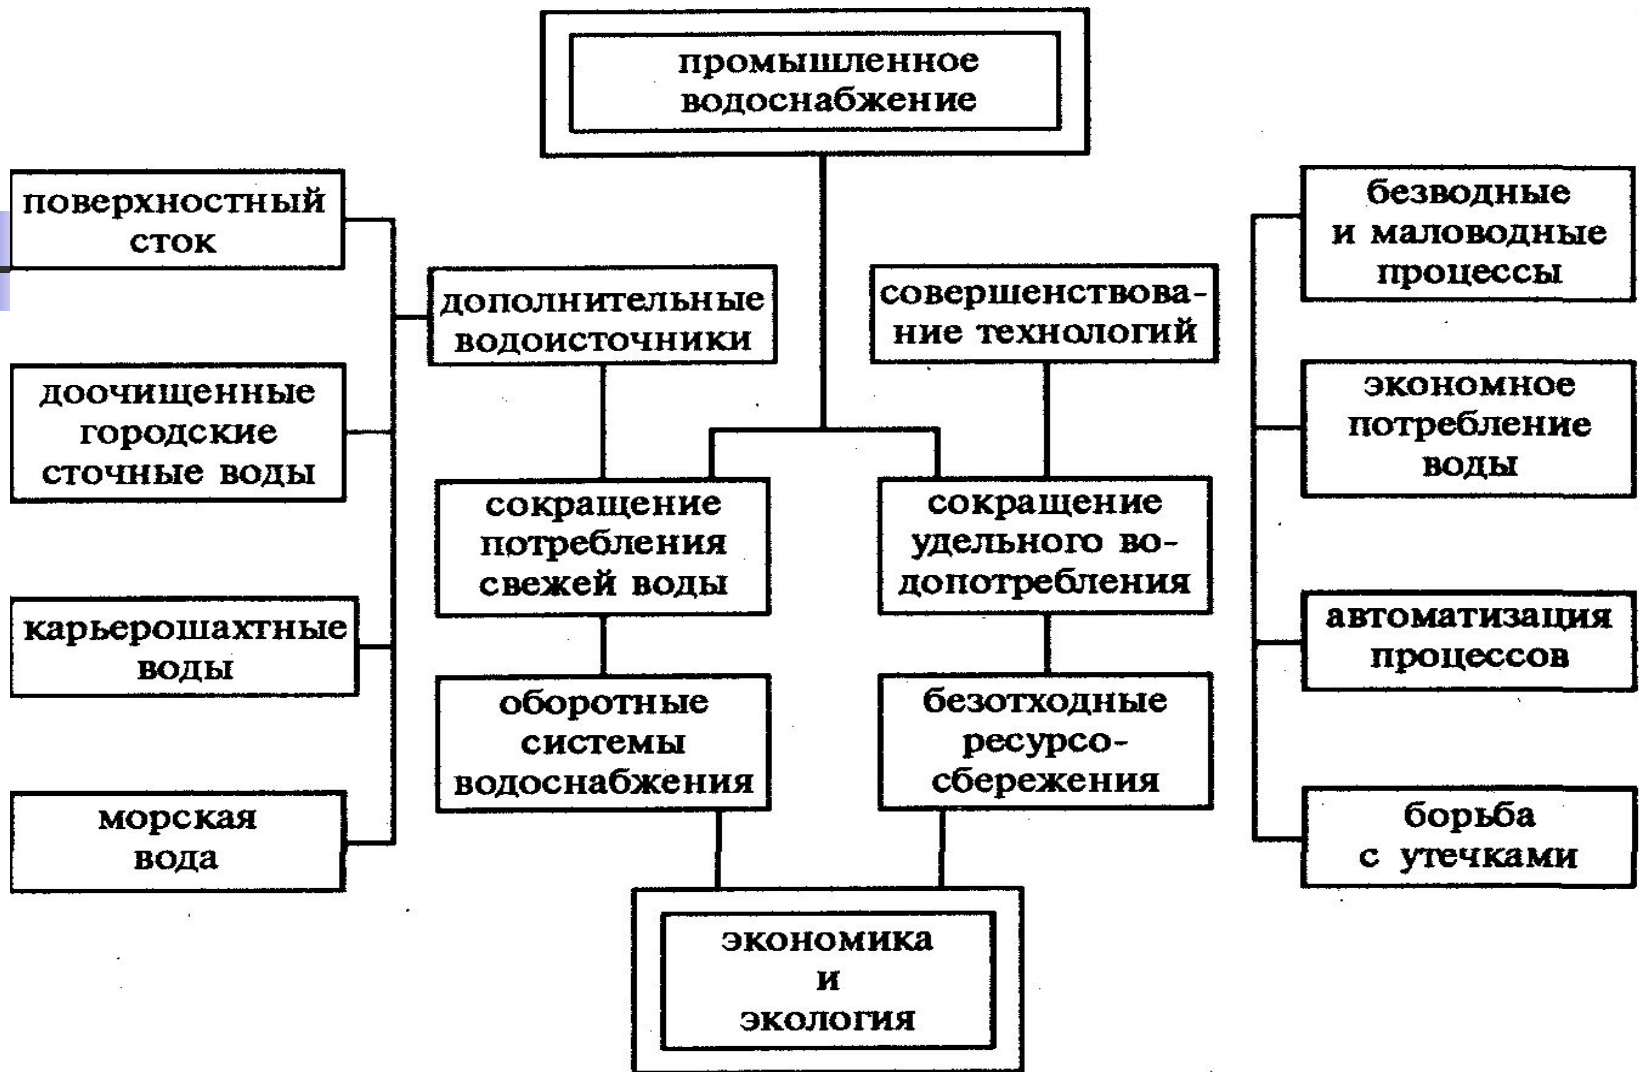 промышленное
водоснабжение
поверхностный
сток
доочищенные
городские
сточные воды
карьерошахтные
воды
морская
вода
дополнительные
водоисточники
сокращение
потребления
свежей воды
оборотные
системы
водоснабжения
совершенствова-
ние технологий
сокращение
удельного во-
допотребления
безотходные
ресурсо-
сбережения
безводные
и маловодные
процессы
экономное
потребление
воды
автоматизация
процессов
борьба
с утечками
экономика
и
экология